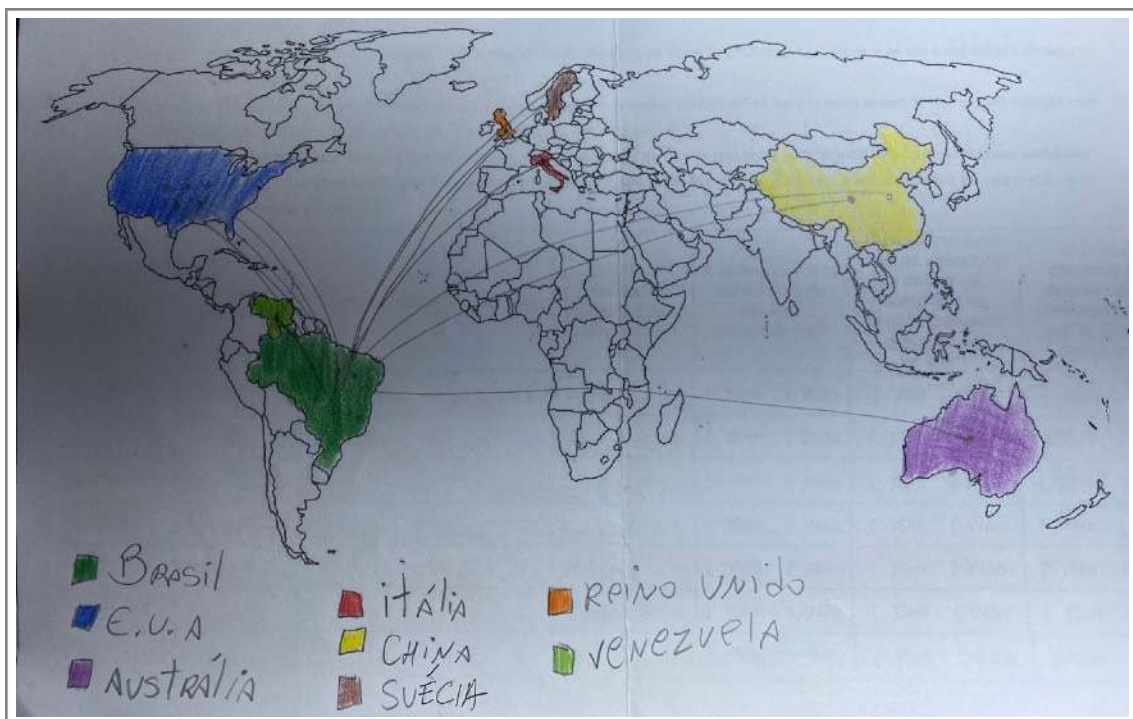 BRASil
E.U.A
AUSTRÁLIA
iTÁLIA
CHINA
SUÉCIA
REINO UNIdo
VENEZUELA